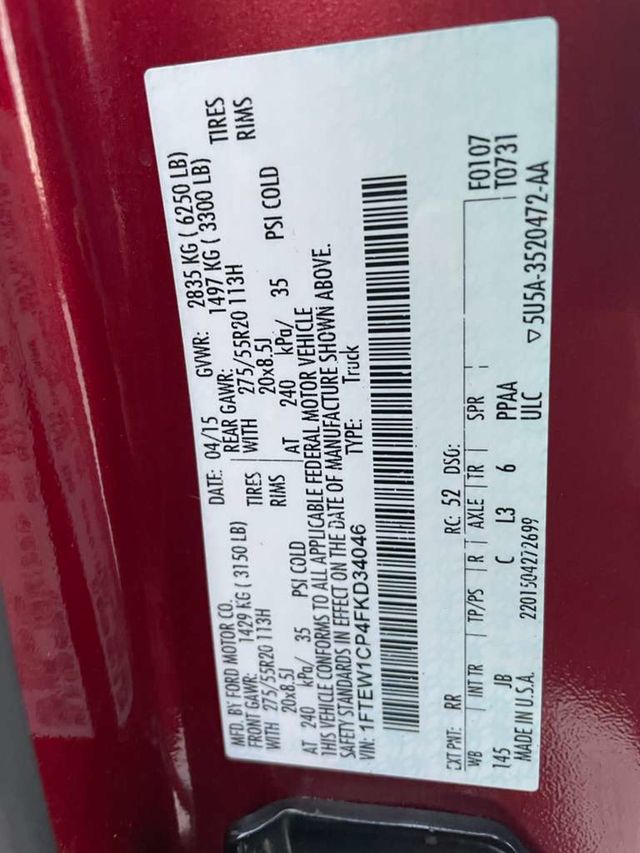 MFD. BY FORD MOTOR CO.
DATE: 04/15 GVWR: 2835 KG ( 6250 LB)
FRONT GAWR: 1429 KG ( 3150 LB) REAR GAWR: 1497 KG ( 3300 LB)
WITH 275/55R20 113H TIRES WITH 275/55R20 113H TIRES
20x8.5J RIMS 20x8.5J RIMS
AT 240 kPa/ 35 PSI COLD AT 240 kPa/ 35 PSI COLD
THIS VEHICLE CONFORMS TO ALL APPLICABLE FEDERAL MOTOR VEHICLE
SAFETY STANDARDS IN EFFECT ON THE DATE OF MANUFACTURE SHOWN ABOVE.
VIN: 1FTEW1CP4FKD34046 TYPE: Truck
EXT PNT: RR RC: 52 DSO: F0107
WB INT TR TP/PS R AXLE TR SPR T0731
145 JB C L3 6 PPAA
MADE IN U.S.A. 2201504272699 ULC ▽5U5A-3520472-AA